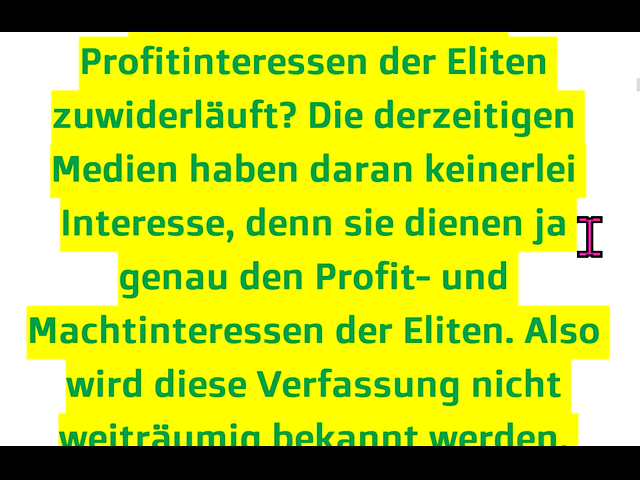 Profitinteressen der Eliten
zuwiderläuft? Die derzeitigen
Medien haben daran keinerlei
Interesse, denn sie dienen ja
genau den Profit- und
Machtinteressen der Eliten. Also
wird diese Verfassung nicht
weiträumig bekannt werden.